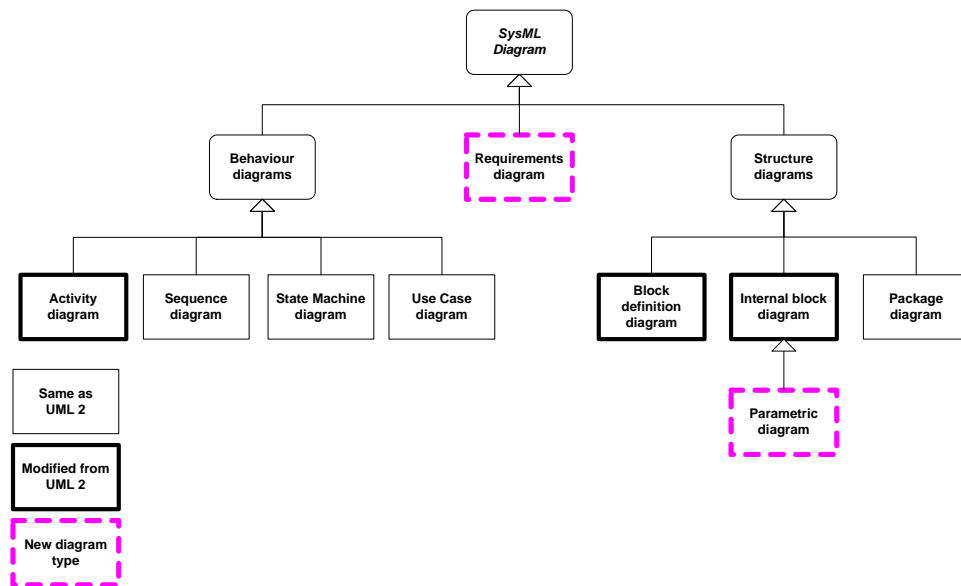 SysML
Diagram
Behaviour
diagrams
Requirements
diagram
Structure
diagrams
Activity
diagram
Sequence
diagram
State Machine
diagram
Use Case
diagram
Block
definition
diagram
Internal block
diagram
Package
diagram
Same as
UML 2
Parametric
diagram
Modified from
UML 2
New diagram
type